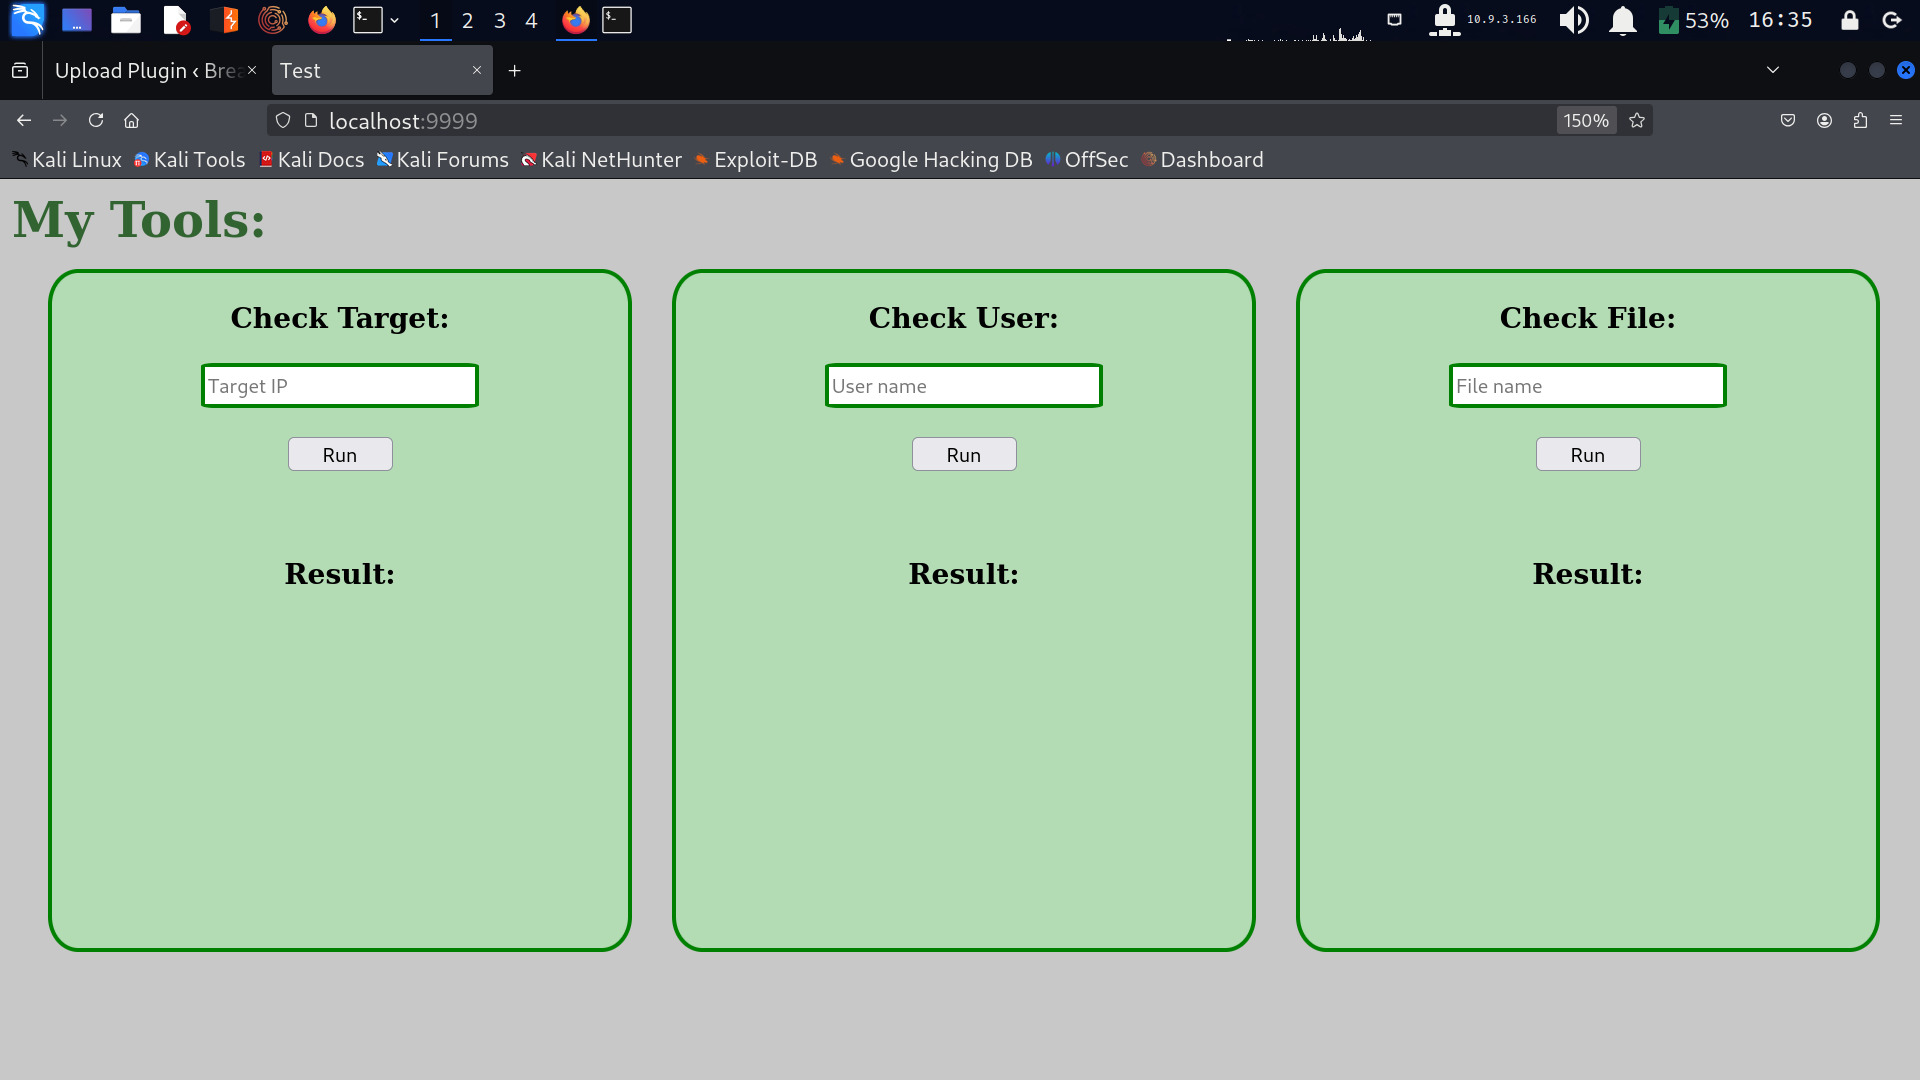 1 2 3 4 10.9.3.166 53% 16:35
Upload Plugin ‹ Brea
Test
localhost:9999 150%
Kali Linux Kali Tools Kali Docs Kali Forums Kali NetHunter Exploit-DB Google Hacking DB OffSec Dashboard
My Tools:
Check Target:
Target IP
Run
Result:
Check User:
User name
Run
Result:
Check File:
File name
Run
Result: